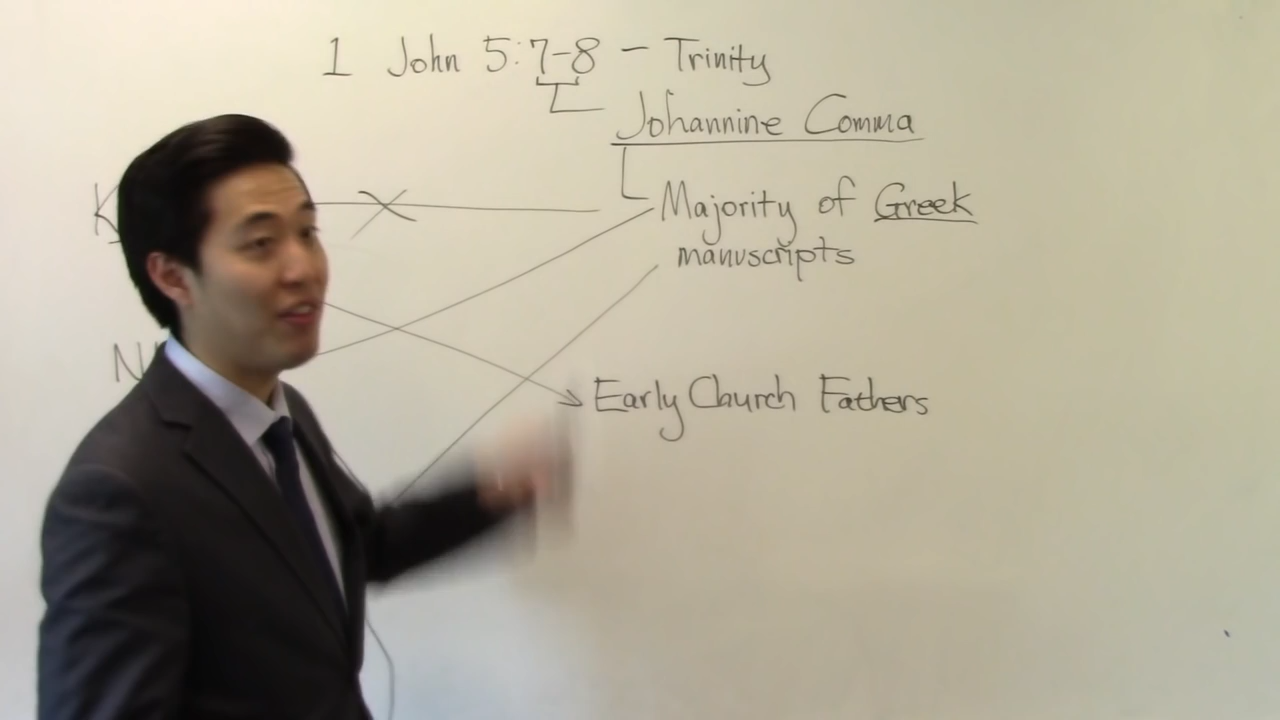 1 John 5:7-8 - Trinity
Johannine Comma
Majority of Greek
manuscripts
Early Church Fathers